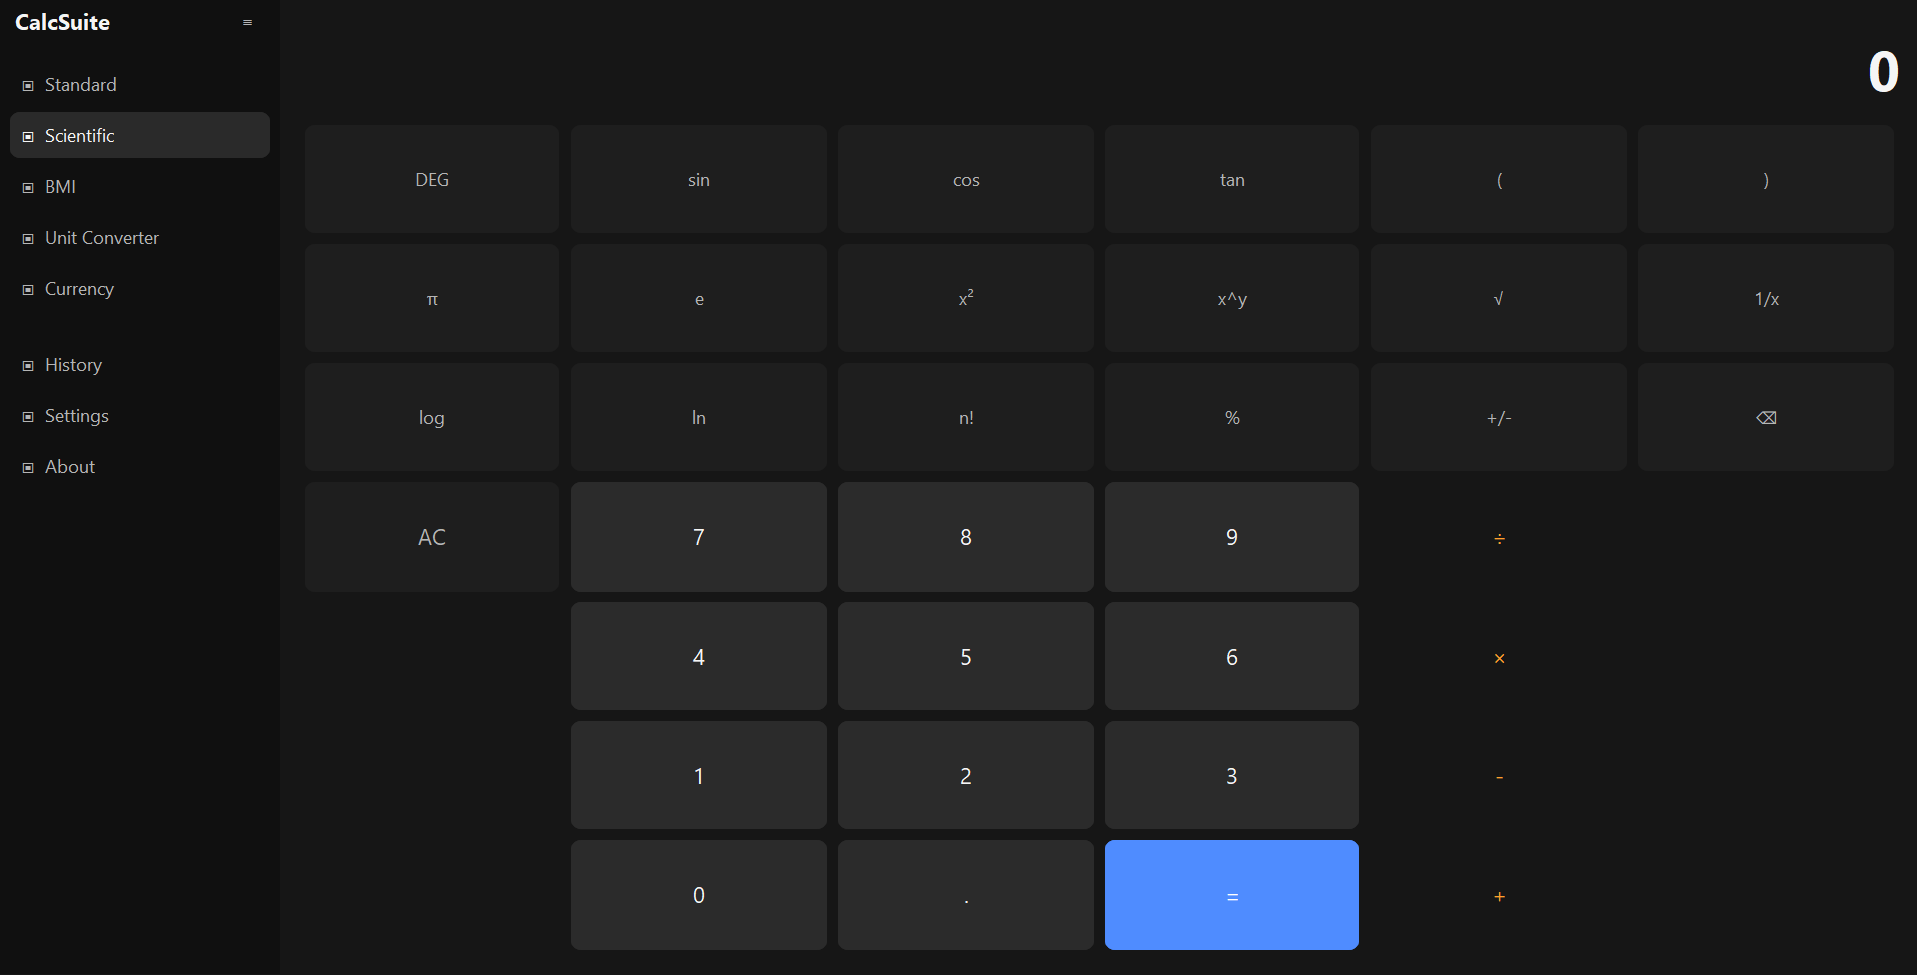 CalcSuite ≡
Standard
Scientific
BMI
Unit Converter
Currency
History
Settings
About
0
DEG sin cos tan ( )
π e x² x^y √ 1/x
log ln n! % +/- ⌫
AC 7 8 9 ÷
4 5 6 ×
1 2 3 -
0 . = +